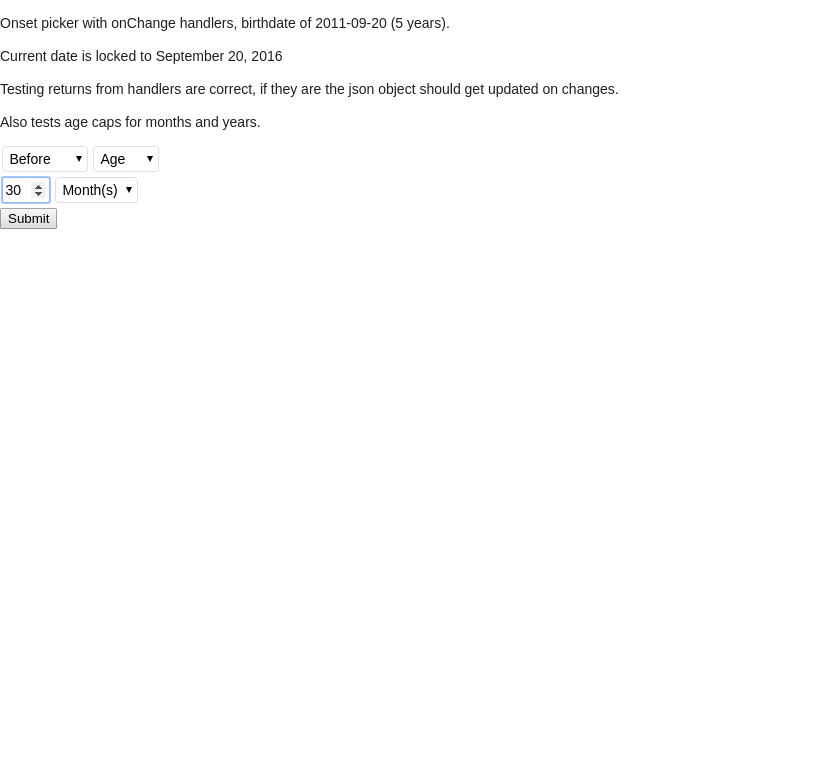 Onset picker with onChange handlers, birthdate of 2011-09-20 (5 years).
Current date is locked to September 20, 2016
Testing returns from handlers are correct, if they are the json object should get updated on changes.
Also tests age caps for months and years.
Before Age
30 Month(s)
Submit